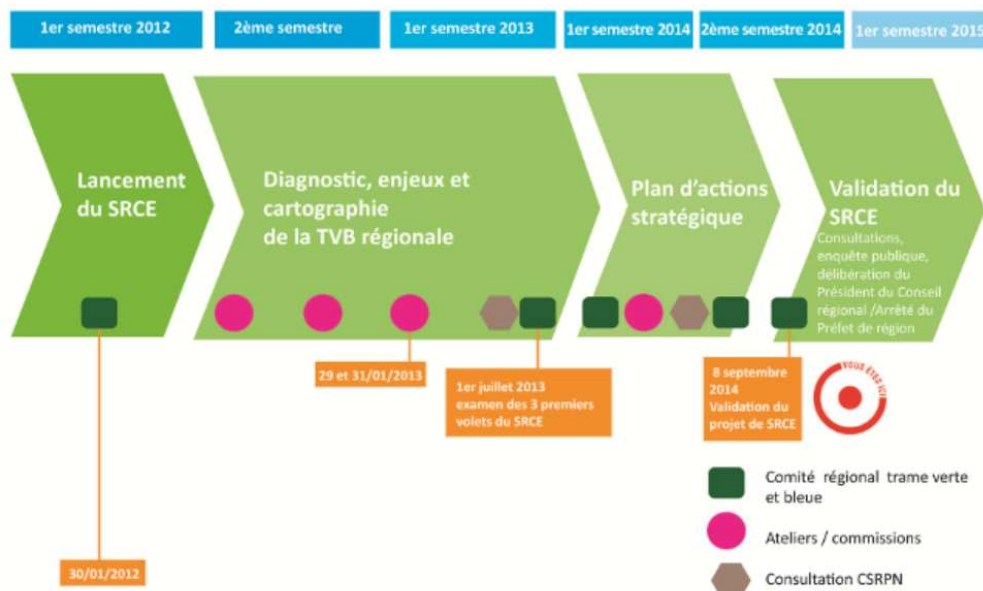 1er semestre 2012
2ème semestre
1er semestre 2013
1er semestre 2014
2ème semestre 2014
1er semestre 2015
Lancement
du SRCE
Diagnostic, enjeux et
cartographie
de la TVB régionale
Plan d’actions
stratégique
Validation du
SRCE
Consultations,
enquête publique,
délibération du
Président du Conseil
régional /Arrêté du
Préfet de région
29 et 31/01/2013
1er juillet 2013
examen des 3 premiers
volets du SRCE
8 septembre
2014
Validation du
projet de SRCE
VOUS ÊTES ICI
30/01/2012
Comité régional trame verte
et bleue
Ateliers / commissions
Consultation CSRPN